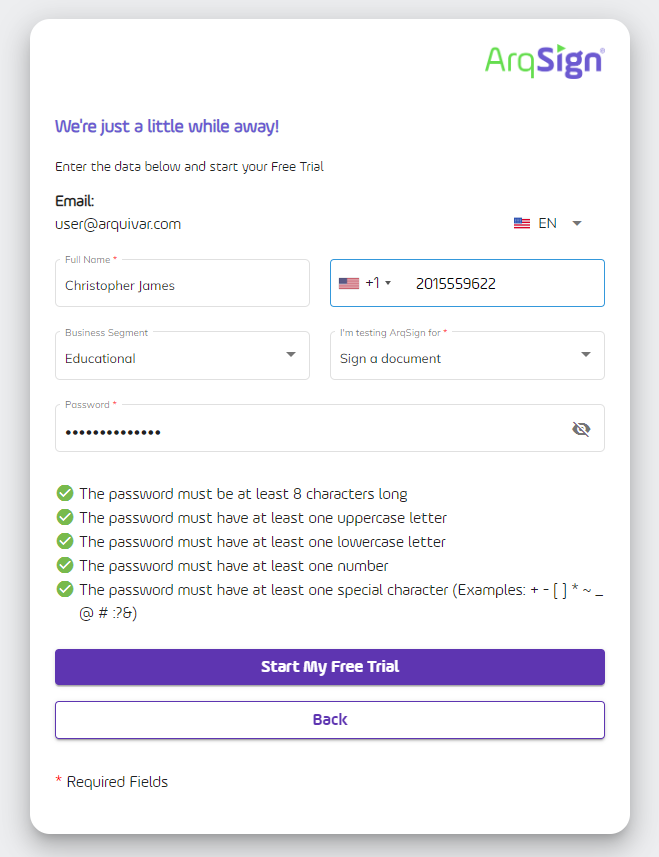 ArqSign®
We're just a little while away!
Enter the data below and start your Free Trial
Email:
user@arquivar.com
EN
Full Name *
Christopher James
+1 2015559622
Business Segment
Educational
I'm testing ArqSign for *
Sign a document
Password *
••••••••••••••
The password must be at least 8 characters long
The password must have at least one uppercase letter
The password must have at least one lowercase letter
The password must have at least one number
The password must have at least one special character (Examples: + - [ ] * ~ _
@ # :?&)
Start My Free Trial
Back
* Required Fields